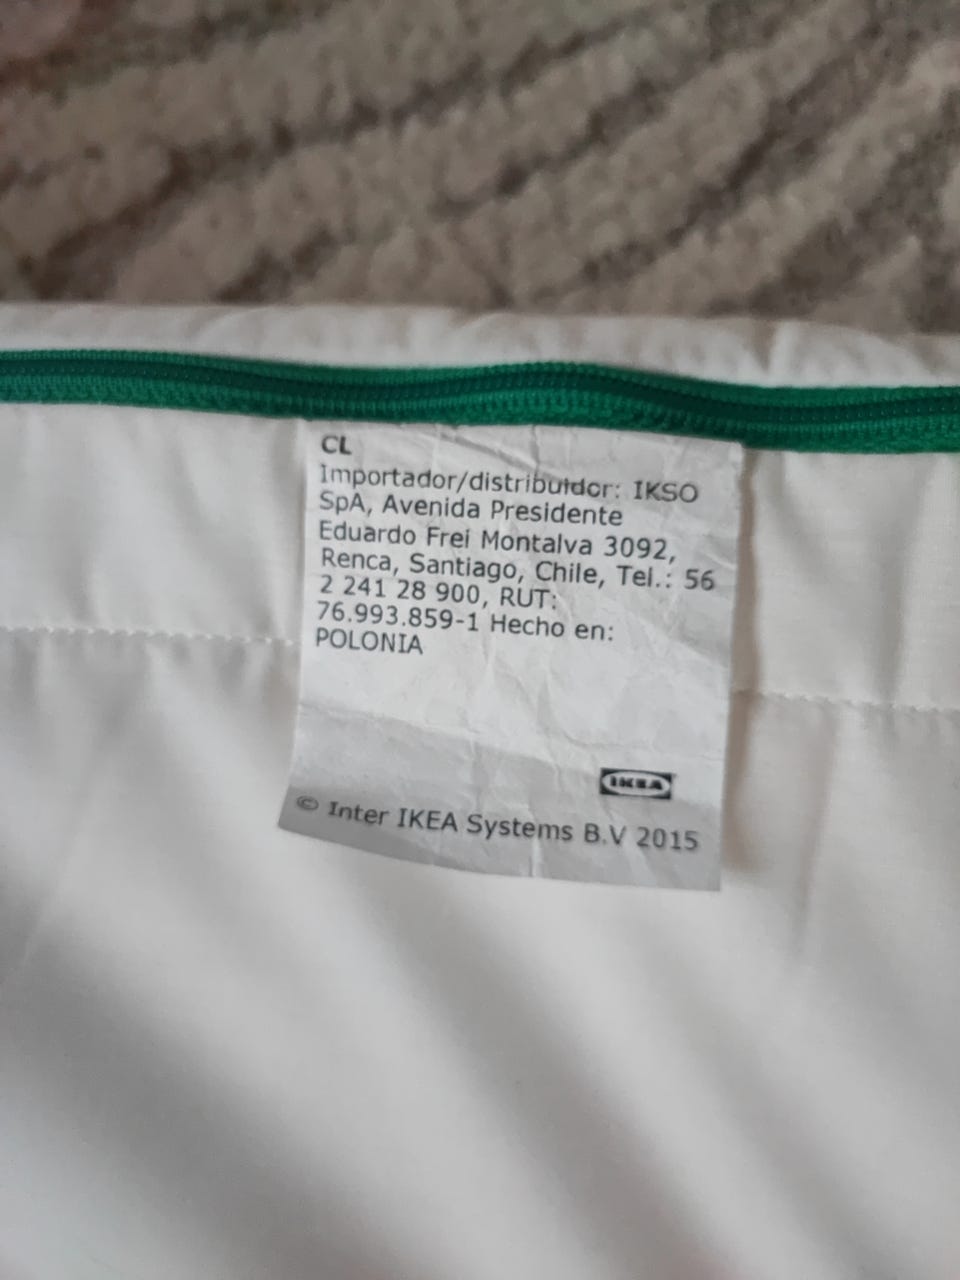 CL
Importador/distribuidor: IKSO
SpA, Avenida Presidente
Eduardo Frei Montalva 3092,
Renca, Santiago, Chile, Tel.: 56
2 241 28 900, RUT:
76.993.859-1 Hecho en:
POLONIA
IKEA
© Inter IKEA Systems B.V 2015